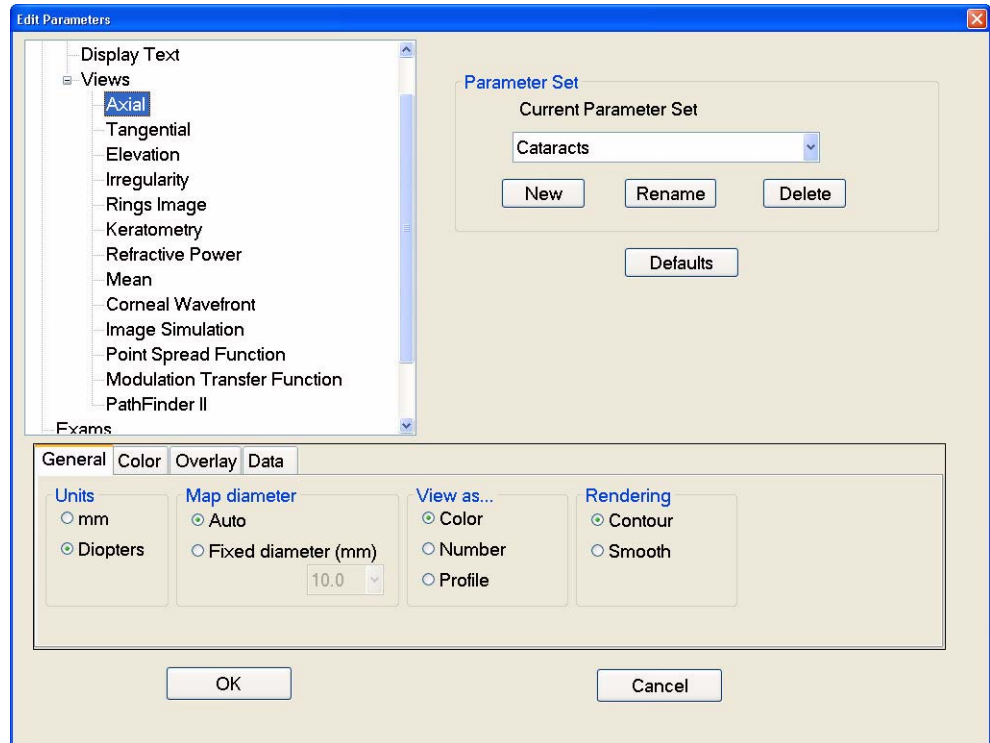 Edit Parameters
Display Text
Views
Axial
Tangential
Elevation
Irregularity
Rings Image
Keratometry
Refractive Power
Mean
Corneal Wavefront
Image Simulation
Point Spread Function
Modulation Transfer Function
PathFinder II
Exams
Parameter Set
Current Parameter Set
Cataracts
New Rename Delete
Defaults
General Color Overlay Data
Units
mm
Diopters
Map diameter
Auto
Fixed diameter (mm)
10.0
View as...
Color
Number
Profile
Rendering
Contour
Smooth
OK Cancel